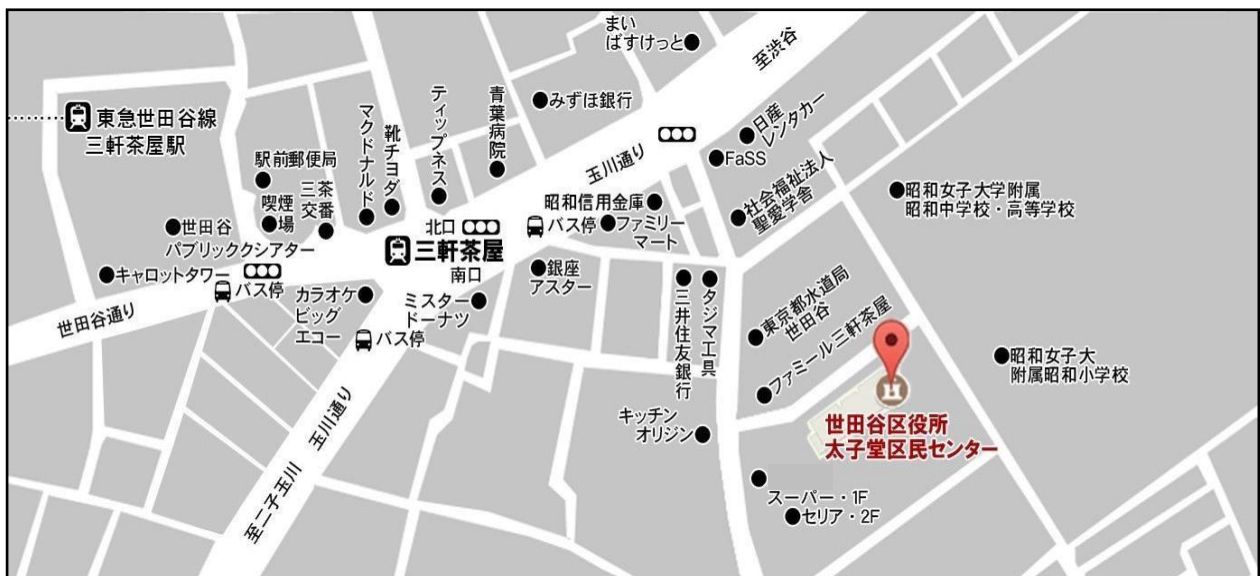 まい
ばすけっと
至渋谷
東急世田谷線
三軒茶屋駅
みずほ銀行
青葉病院
ティップネス
靴チヨダ
マクドナルド
駅前郵便局
三茶
交番
喫煙
場
世田谷
パブリッククシアター
キャロットタワー
バス停
世田谷通り
北口
三軒茶屋
南口
バス停
玉川通り
日産
レンタカー
FaSS
昭和信用金庫
ファミリー
マート
社会福祉法人
聖愛学舎
昭和女子大学附属
昭和中学校・高等学校
銀座
アスター
カラオケ
ビッグ
エコー
ミスター
ドーナツ
バス停
三井住友銀行
タジマ工具
東京都水道局
世田谷
ファミール三軒茶屋
昭和女子大
附属昭和小学校
玉川通り
至二子玉川
キッチン
オリジン
世田谷区役所
太子堂区民センター
スーパー・1F
セリア・2F